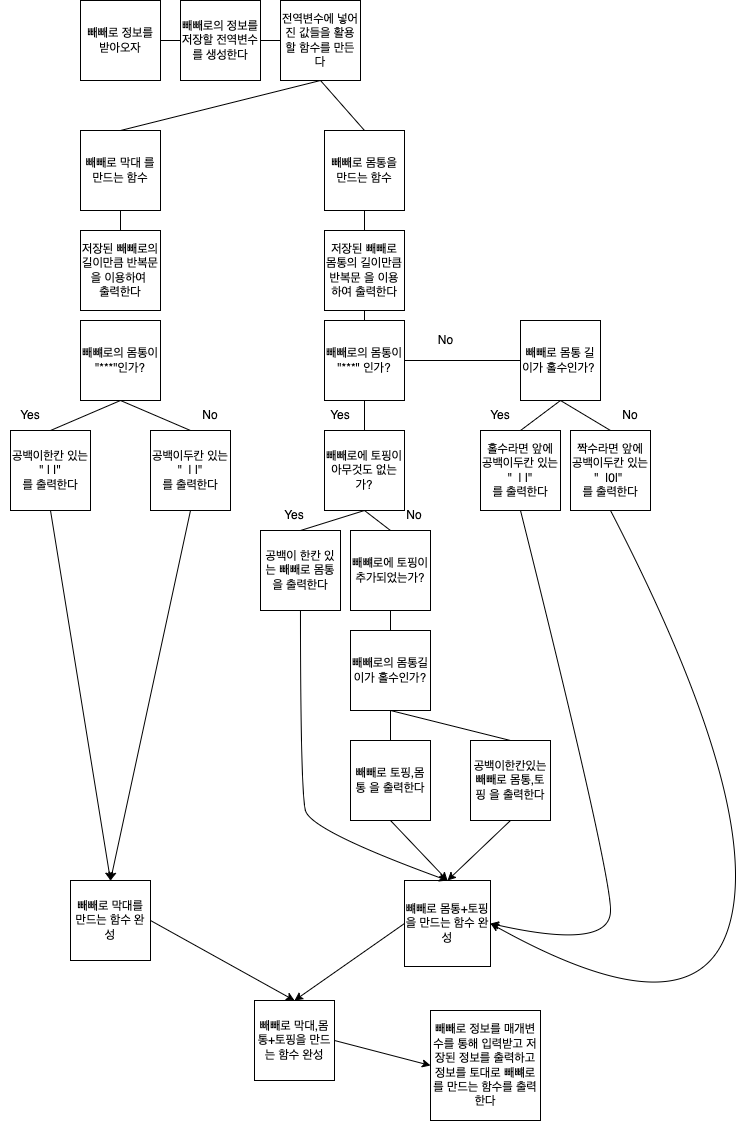 빼빼로 정보를
받아오자
빼빼로의 정보를
저장할 전역변수
를 생성한다
전역변수에 넣어
진 값들을 활용
할 함수를 만든
다
빼빼로 막대 를
만드는 함수
빼빼로 몸통을
만드는 함수
저장된 빼빼로의
길이만큼 반복문
을 이용하여
출력한다
저장된 빼빼로
몸통의 길이만큼
반복문 을 이용
하여 출력한다
빼빼로의 몸통이
"***"인가?
빼빼로의 몸통이
"***" 인가?
No
빼빼로 몸통 길
이가 홀수인가?
Yes
No
Yes
Yes
No
공백이한칸 있는
" I I"
를 출력한다
공백이두칸 있는
"  I I"
를 출력한다
빼빼로에 토핑이
아무것도 없는
가?
홀수라면 앞에
공백이두칸 있는
"  I I"
를 출력한다
짝수라면 앞에
공백이두칸 있는
"  IOI"
를 출력한다
Yes
No
공백이 한칸 있
는 빼빼로 몸통
을 출력한다
빼빼로에 토핑이
추가되었는가?
빼빼로의 몸통길
이가 홀수인가?
빼빼로 토핑,몸
통 을 출력한다
공백이한칸있는
빼빼로 몸통,토
핑 을 출력한다
빼빼로 막대를
만드는 함수 완
성
빼빼로 몸통+토핑
을 만드는 함수 완
성
빼빼로 막대,몸
통+토핑을 만드
는 함수 완성
빼빼로 정보를 매개변
수를 통해 입력받고 저
장된 정보를 출력하고
정보를 토대로 빼빼로
를 만드는 함수를 출력
한다